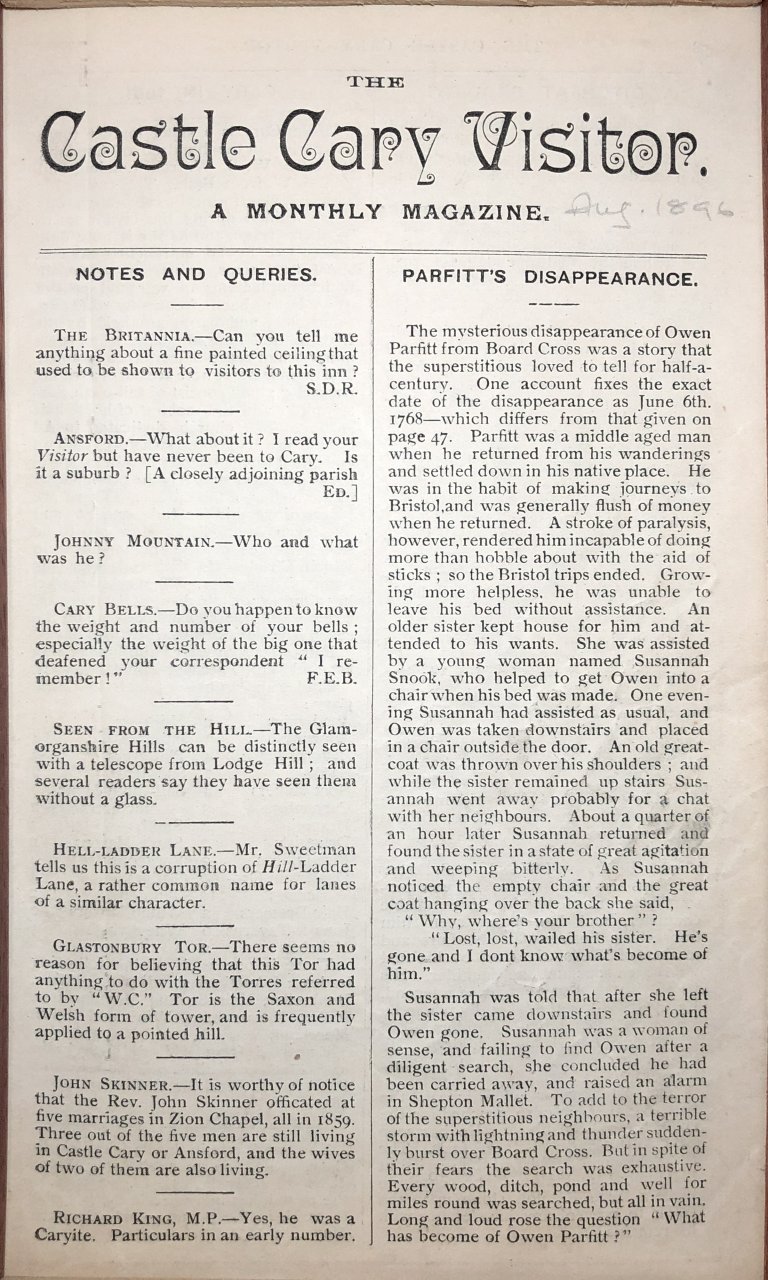 THE
Castle Cary Visitor.
A MONTHLY MAGAZINE.
Aug. 1896
NOTES AND QUERIES.
THE BRITANNIA.—Can you tell me
anything about a fine painted ceiling that
used to be shown to visitors to this inn ?
S.D.R.
ANSFORD.—What about it ? I read your
Visitor but have never been to Cary. Is
it a suburb ? [A closely adjoining parish
ED.]
JOHNNY MOUNTAIN.—Who and what
was he ?
CARY BELLS.—Do you happen to know
the weight and number of your bells ;
especially the weight of the big one that
deafened your correspondent “ I re-
member ! ” F.E.B.
SEEN FROM THE HILL.—The Glam-
organshire Hills can be distinctly seen
with a telescope from Lodge Hill ; and
several readers say they have seen them
without a glass.
HELL-LADDER LANE.—Mr. Sweetman
tells us this is a corruption of Hill-Ladder
Lane, a rather common name for lanes
of a similar character.
GLASTONBURY TOR.—There seems no
reason for believing that this Tor had
anything to do with the Torres referred
to by “W.C.” Tor is the Saxon and
Welsh form of tower, and is frequently
applied to a pointed hill.
JOHN SKINNER.—It is worthy of notice
that the Rev. John Skinner officated at
five marriages in Zion Chapel, all in 1859.
Three out of the five men are still living
in Castle Cary or Ansford, and the wives
of two of them are also living.
RICHARD KING, M.P.—Yes, he was a
Caryite. Particulars in an early number.
PARFITT'S DISAPPEARANCE.
The mysterious disappearance of Owen
Parfitt from Board Cross was a story that
the superstitious loved to tell for half-a-
century. One account fixes the exact
date of the disappearance as June 6th.
1768—which differs from that given on
page 47. Parfitt was a middle aged man
when he returned from his wanderings
and settled down in his native place. He
was in the habit of making journeys to
Bristol,and was generally flush of money
when he returned. A stroke of paralysis,
however, rendered him incapable of doing
more than hobble about with the aid of
sticks ; so the Bristol trips ended. Grow-
ing more helpless, he was unable to
leave his bed without assistance. An
older sister kept house for him and at-
tended to his wants. She was assisted
by a young woman named Susannah
Snook, who helped to get Owen into a
chair when his bed was made. One even-
ing Susannah had assisted as usual, and
Owen was taken downstairs and placed
in a chair outside the door. An old great-
coat was thrown over his shoulders ; and
while the sister remained up stairs Sus-
annah went away probably for a chat
with her neighbours. About a quarter of
an hour later Susannah returned and
found the sister in a state of great agitation
and weeping bitterly. As Susannah
noticed the empty chair and the great
coat hanging over the back she said,
“ Why, where's your brother ” ?
“ Lost, lost, wailed his sister. He's
gone and I dont know what's become of
him.”
Susannah was told that after she left
the sister came downstairs and found
Owen gone. Susannah was a woman of
sense, and failing to find Owen after a
diligent search, she concluded he had
been carried away, and raised an alarm
in Shepton Mallet. To add to the terror
of the superstitious neighbours, a terrible
storm with lightning and thunder sudden-
ly burst over Board Cross. But in spite of
their fears the search was exhaustive.
Every wood, ditch, pond and well for
miles round was searched, but all in vain.
Long and loud rose the question “ What
has become of Owen Parfitt ?”